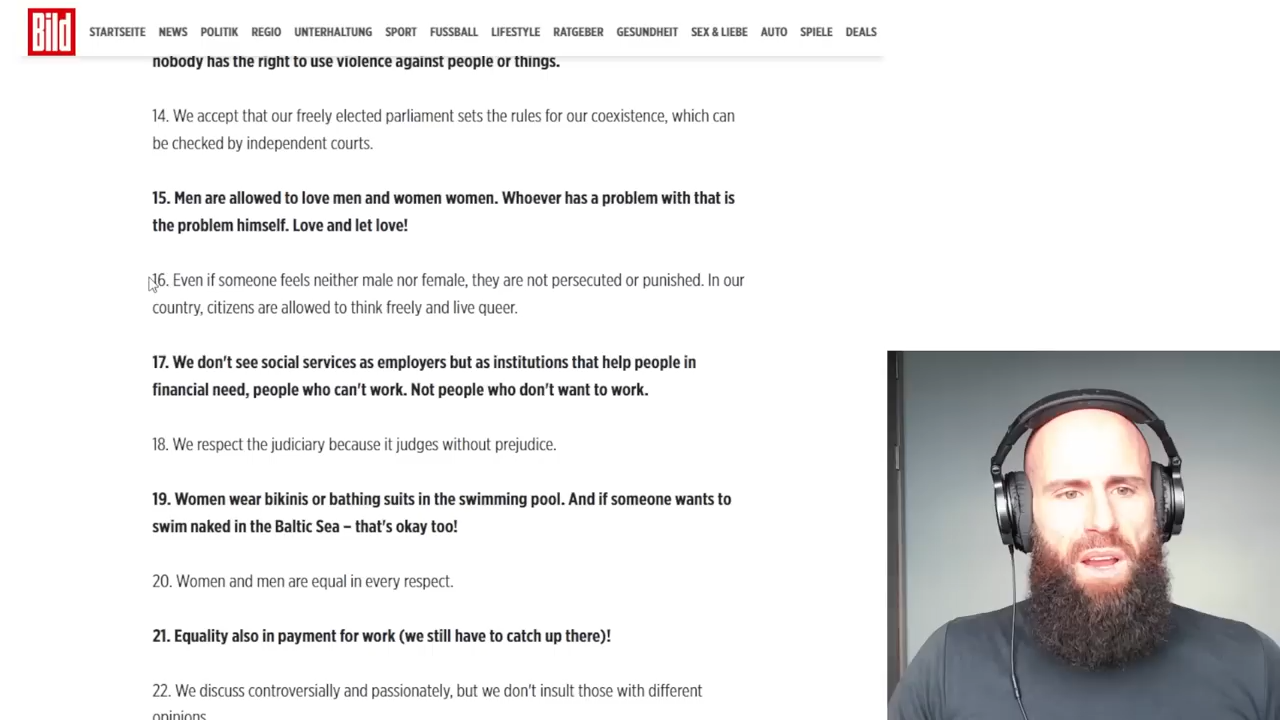 Bild STARTSEITE NEWS POLITIK REGIO UNTERHALTUNG SPORT FUSSBALL LIFESTYLE RATGEBER GESUNDHEIT SEX & LIEBE AUTO SPIELE DEALS
nobody has the right to use violence against people or things.
14. We accept that our freely elected parliament sets the rules for our coexistence, which can
be checked by independent courts.
15. Men are allowed to love men and women women. Whoever has a problem with that is
the problem himself. Love and let love!
16. Even if someone feels neither male nor female, they are not persecuted or punished. In our
country, citizens are allowed to think freely and live queer.
17. We don't see social services as employers but as institutions that help people in
financial need, people who can't work. Not people who don't want to work.
18. We respect the judiciary because it judges without prejudice.
19. Women wear bikinis or bathing suits in the swimming pool. And if someone wants to
swim naked in the Baltic Sea – that's okay too!
20. Women and men are equal in every respect.
21. Equality also in payment for work (we still have to catch up there)!
22. We discuss controversially and passionately, but we don't insult those with different
opinions.